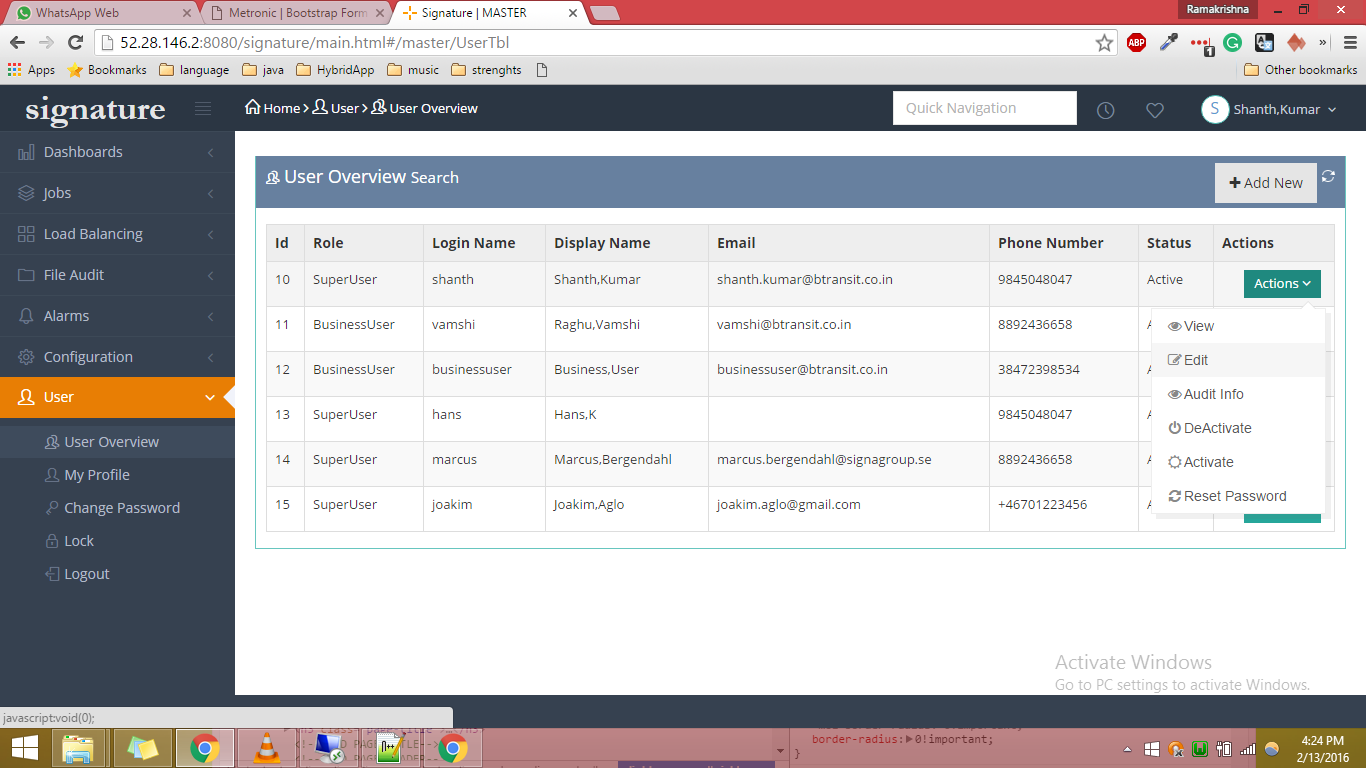 WhatsApp Web
Metronic | Bootstrap Form
Signature | MASTER
Ramakrishna
52.28.146.2:8080/signature/main.html#/master/UserTbl
ABP
1
Apps Bookmarks language java HybridApp music strenghts Other bookmarks
signature
Home > User > User Overview
Quick Navigation
S Shanth,Kumar
Dashboards
Jobs
Load Balancing
File Audit
Alarms
Configuration
User
User Overview
My Profile
Change Password
Lock
Logout
User Overview Search
Add New
Id Role Login Name Display Name Email Phone Number Status Actions
10 SuperUser shanth Shanth,Kumar shanth.kumar@btransit.co.in 9845048047 Active Actions
11 BusinessUser vamshi Raghu,Vamshi vamshi@btransit.co.in 8892436658
12 BusinessUser businessuser Business,User businessuser@btransit.co.in 38472398534
13 SuperUser hans Hans,K 9845048047
14 SuperUser marcus Marcus,Bergendahl marcus.bergendahl@signagroup.se 8892436658
15 SuperUser joakim Joakim,Aglo joakim.aglo@gmail.com +46701223456
View
Edit
Audit Info
DeActivate
Activate
Reset Password
Activate Windows
Go to PC settings to activate Windows.
javascript:void(0);
border-radius: 0!important;
}
4:24 PM
2/13/2016